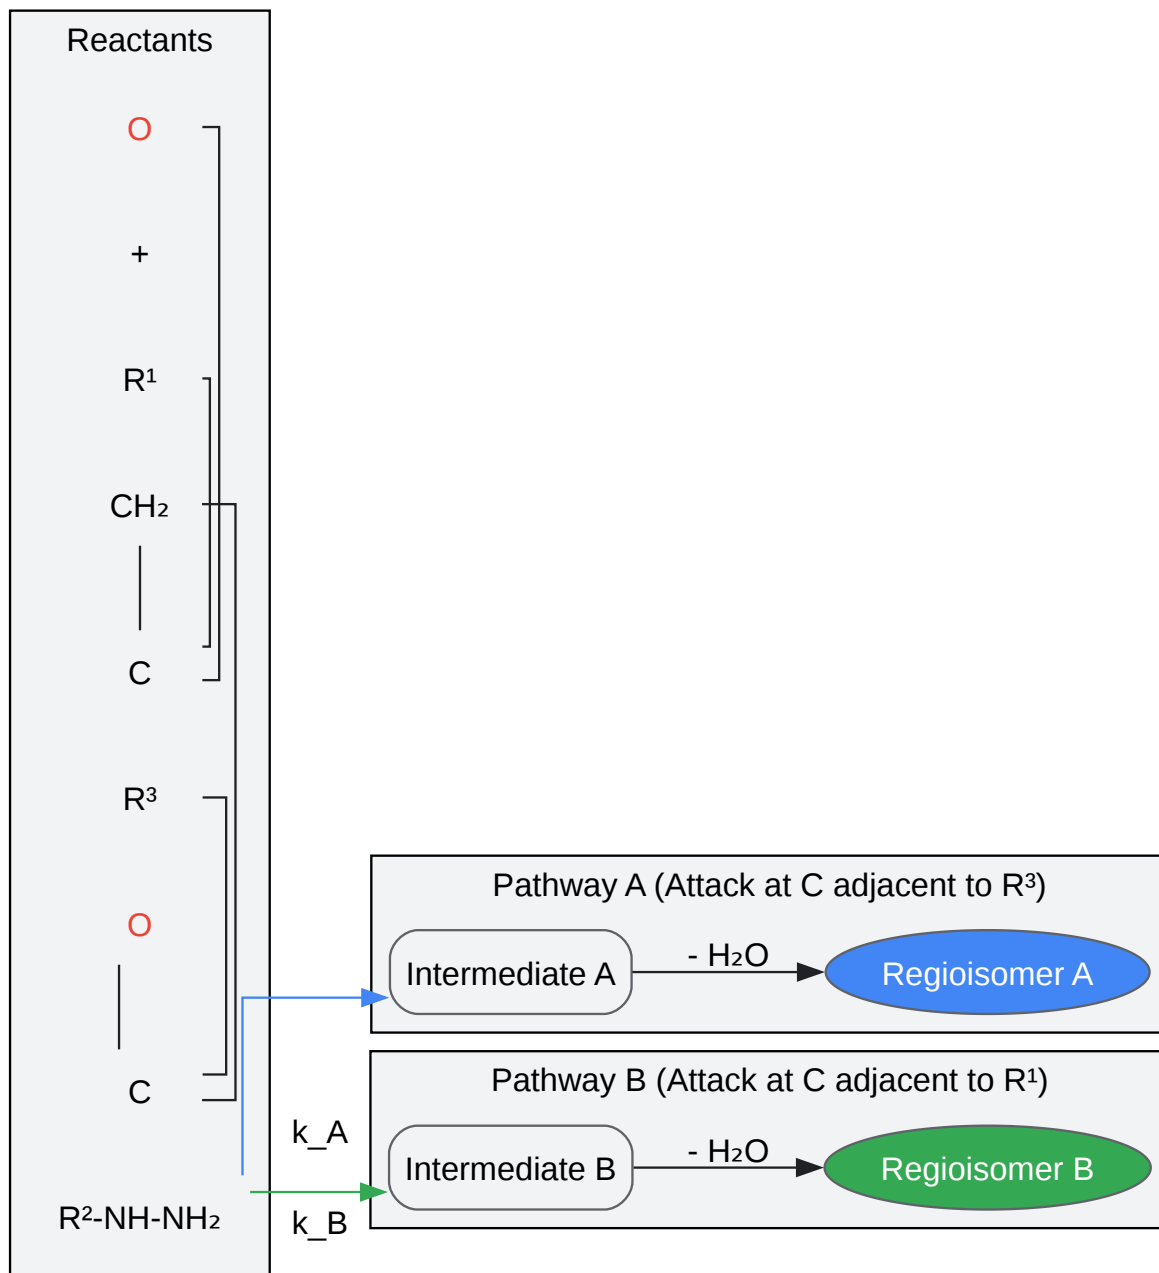 Reactants
O
+
R¹
CH₂
C
R³
O
C
R²-NH-NH₂
k_A
k_B
Pathway A (Attack at C adjacent to R³)
Intermediate A
- H₂O
Regioisomer A
Pathway B (Attack at C adjacent to R¹)
Intermediate B
- H₂O
Regioisomer B